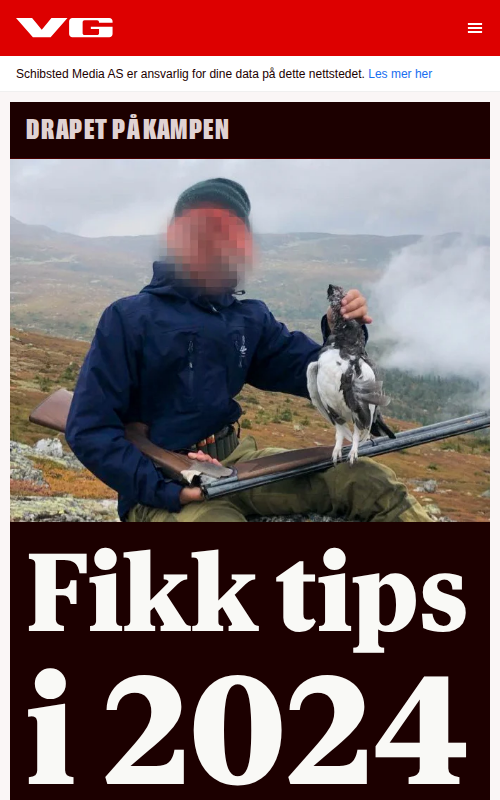 VG
Schibsted Media AS er ansvarlig for dine data på dette nettstedet. Les mer her
DRAPET PÅ KAMPEN
Fikk tips
i 2024